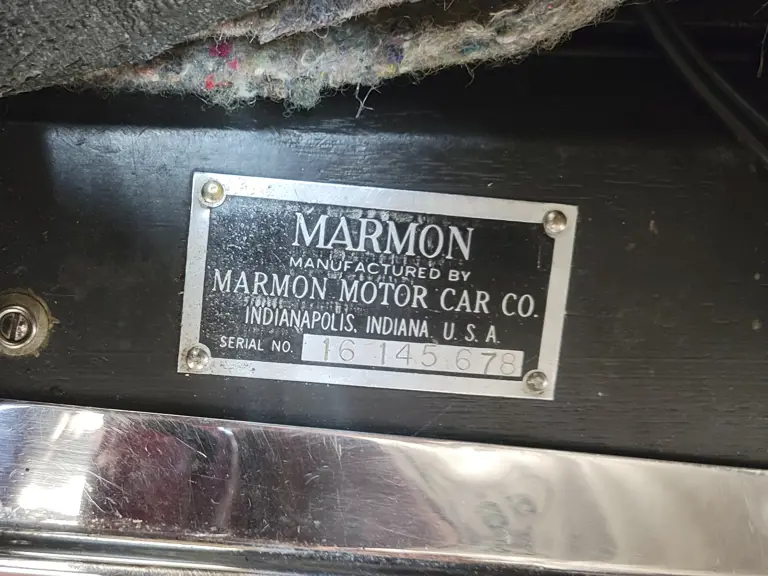 MARMON
MANUFACTURED BY
MARMON MOTOR CAR CO.
INDIANAPOLIS, INDIANA, U. S. A.
SERIAL NO. 16 145 678